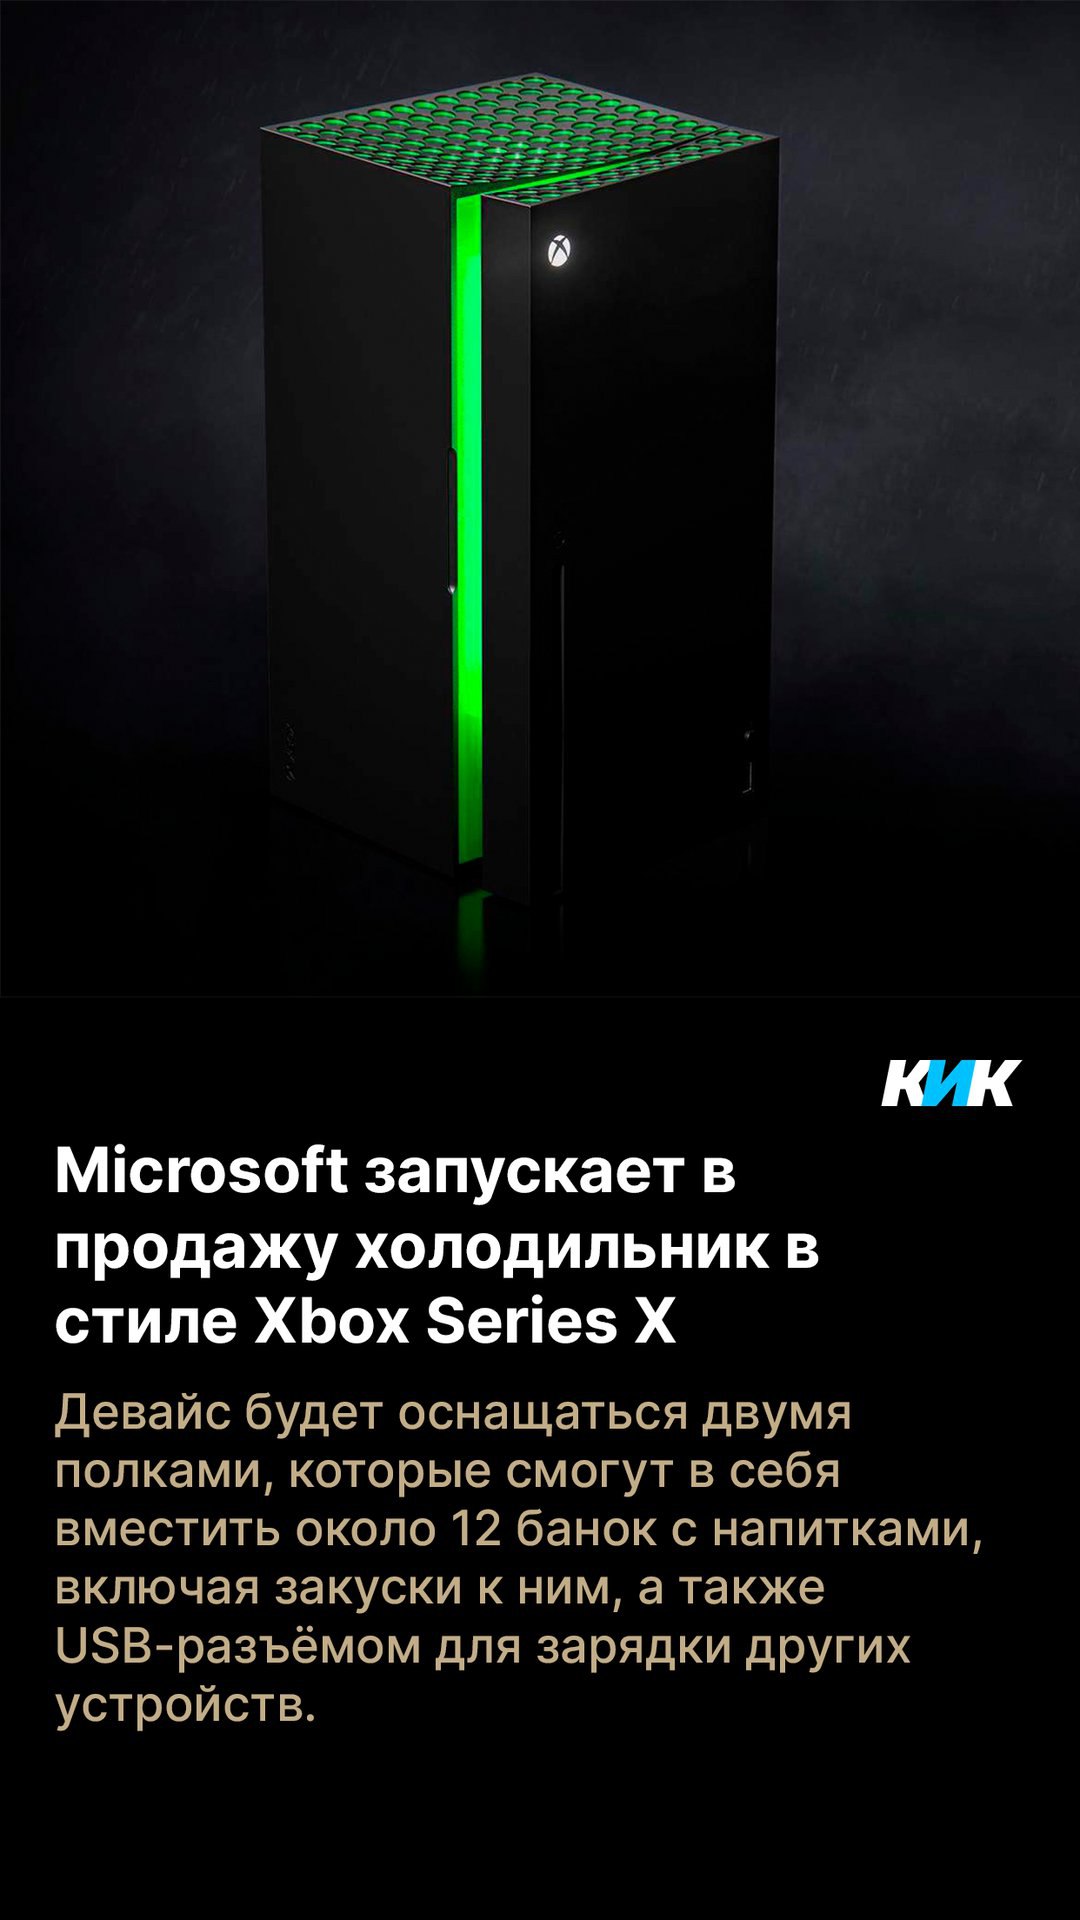 КИК
Microsoft запускает в
продажу холодильник в
стиле Xbox Series X
Девайс будет оснащаться двумя
полками, которые смогут в себя
вместить около 12 банок с напитками,
включая закуски к ним, а также
USB-разъёмом для зарядки других
устройств.